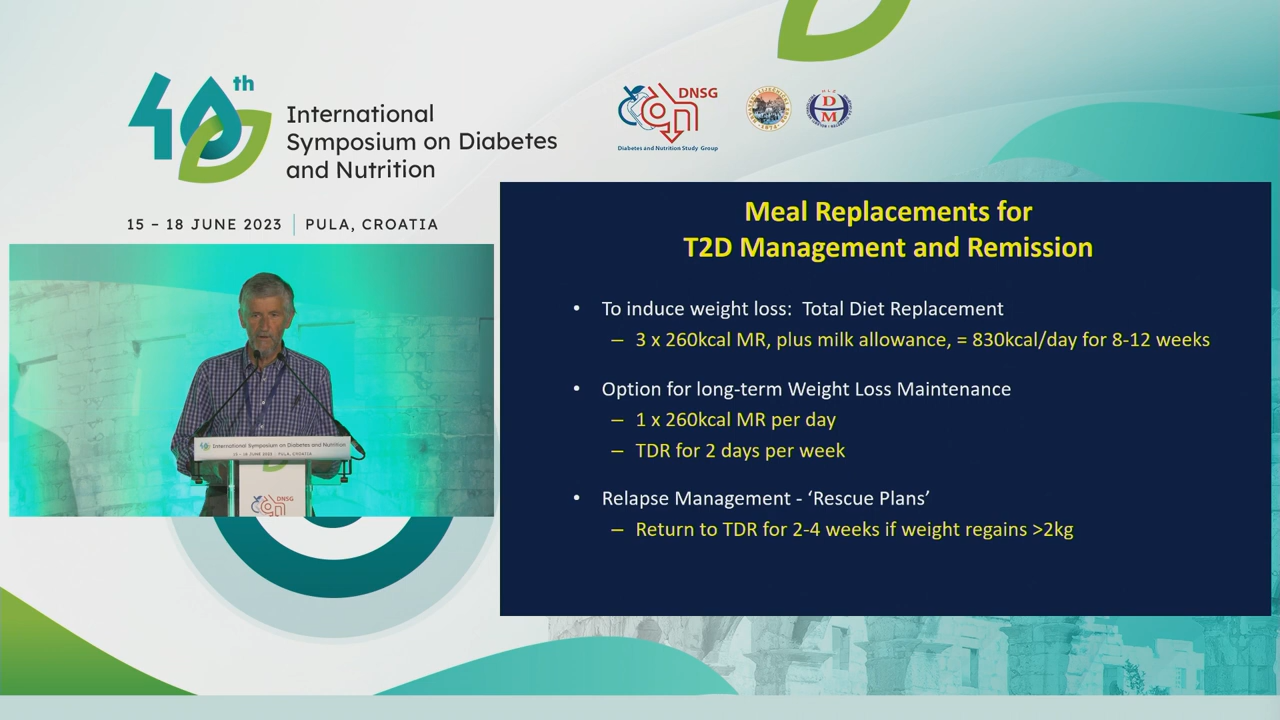 40th
International
Symposium on Diabetes
and Nutrition
15 – 18 JUNE 2023 | PULA, CROATIA
DNSG
Diabetes and Nutrition Study Group
D
M
Meal Replacements for
T2D Management and Remission
• To induce weight loss: Total Diet Replacement
– 3 x 260kcal MR, plus milk allowance, = 830kcal/day for 8-12 weeks
• Option for long-term Weight Loss Maintenance
– 1 x 260kcal MR per day
– TDR for 2 days per week
• Relapse Management - ‘Rescue Plans’
– Return to TDR for 2-4 weeks if weight regains >2kg
International Symposium on Diabetes and Nutrition
15 – 18 JUNE 2023 | PULA, CROATIA
DNSG